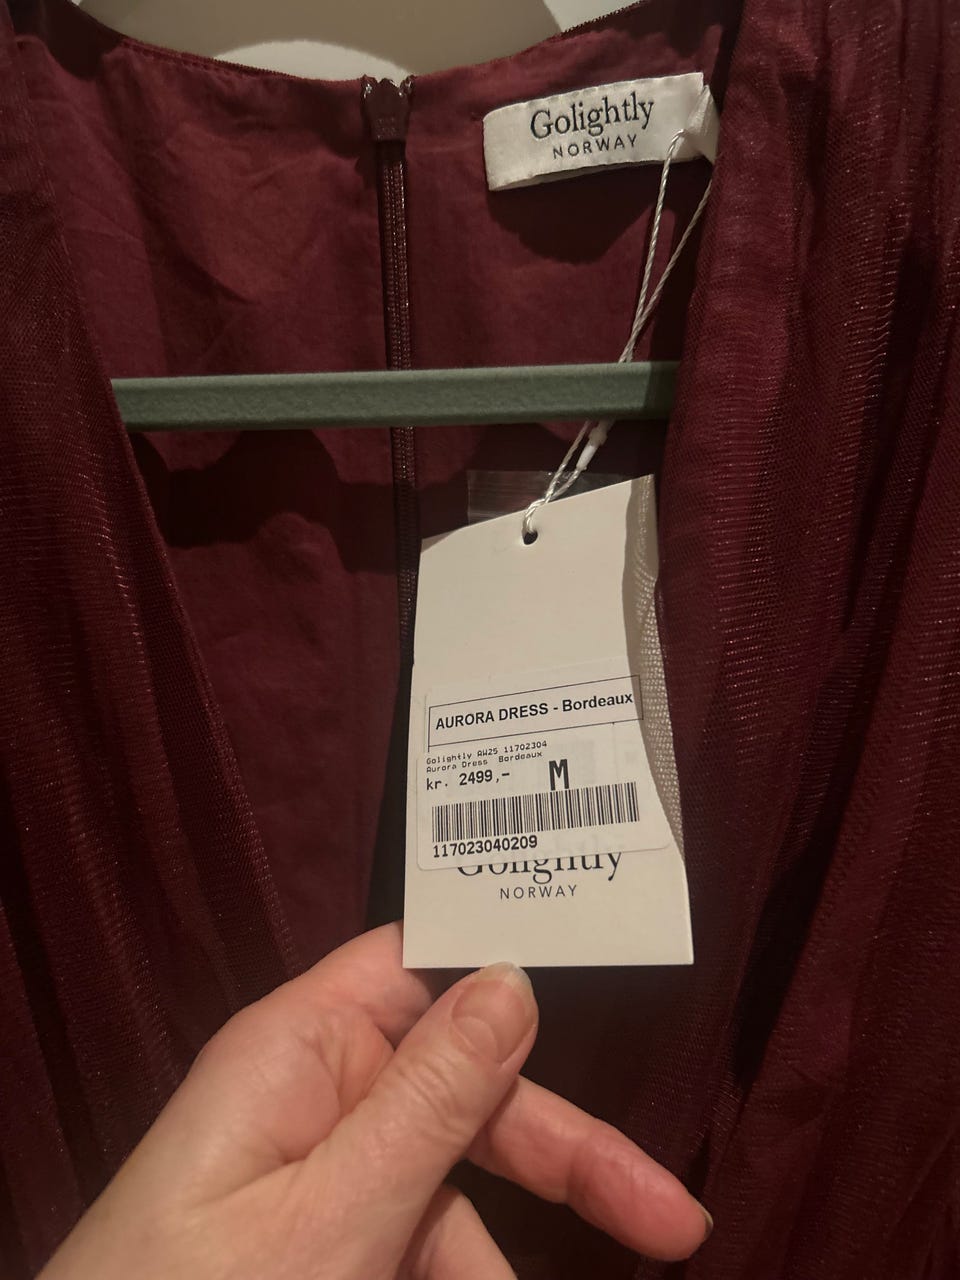 Golightly
NORWAY
AURORA DRESS - Bordeaux
Golightly AW25 11702304
Aurora Dress Bordeaux
kr. 2499,- M
117023040209
Golightly
NORWAY